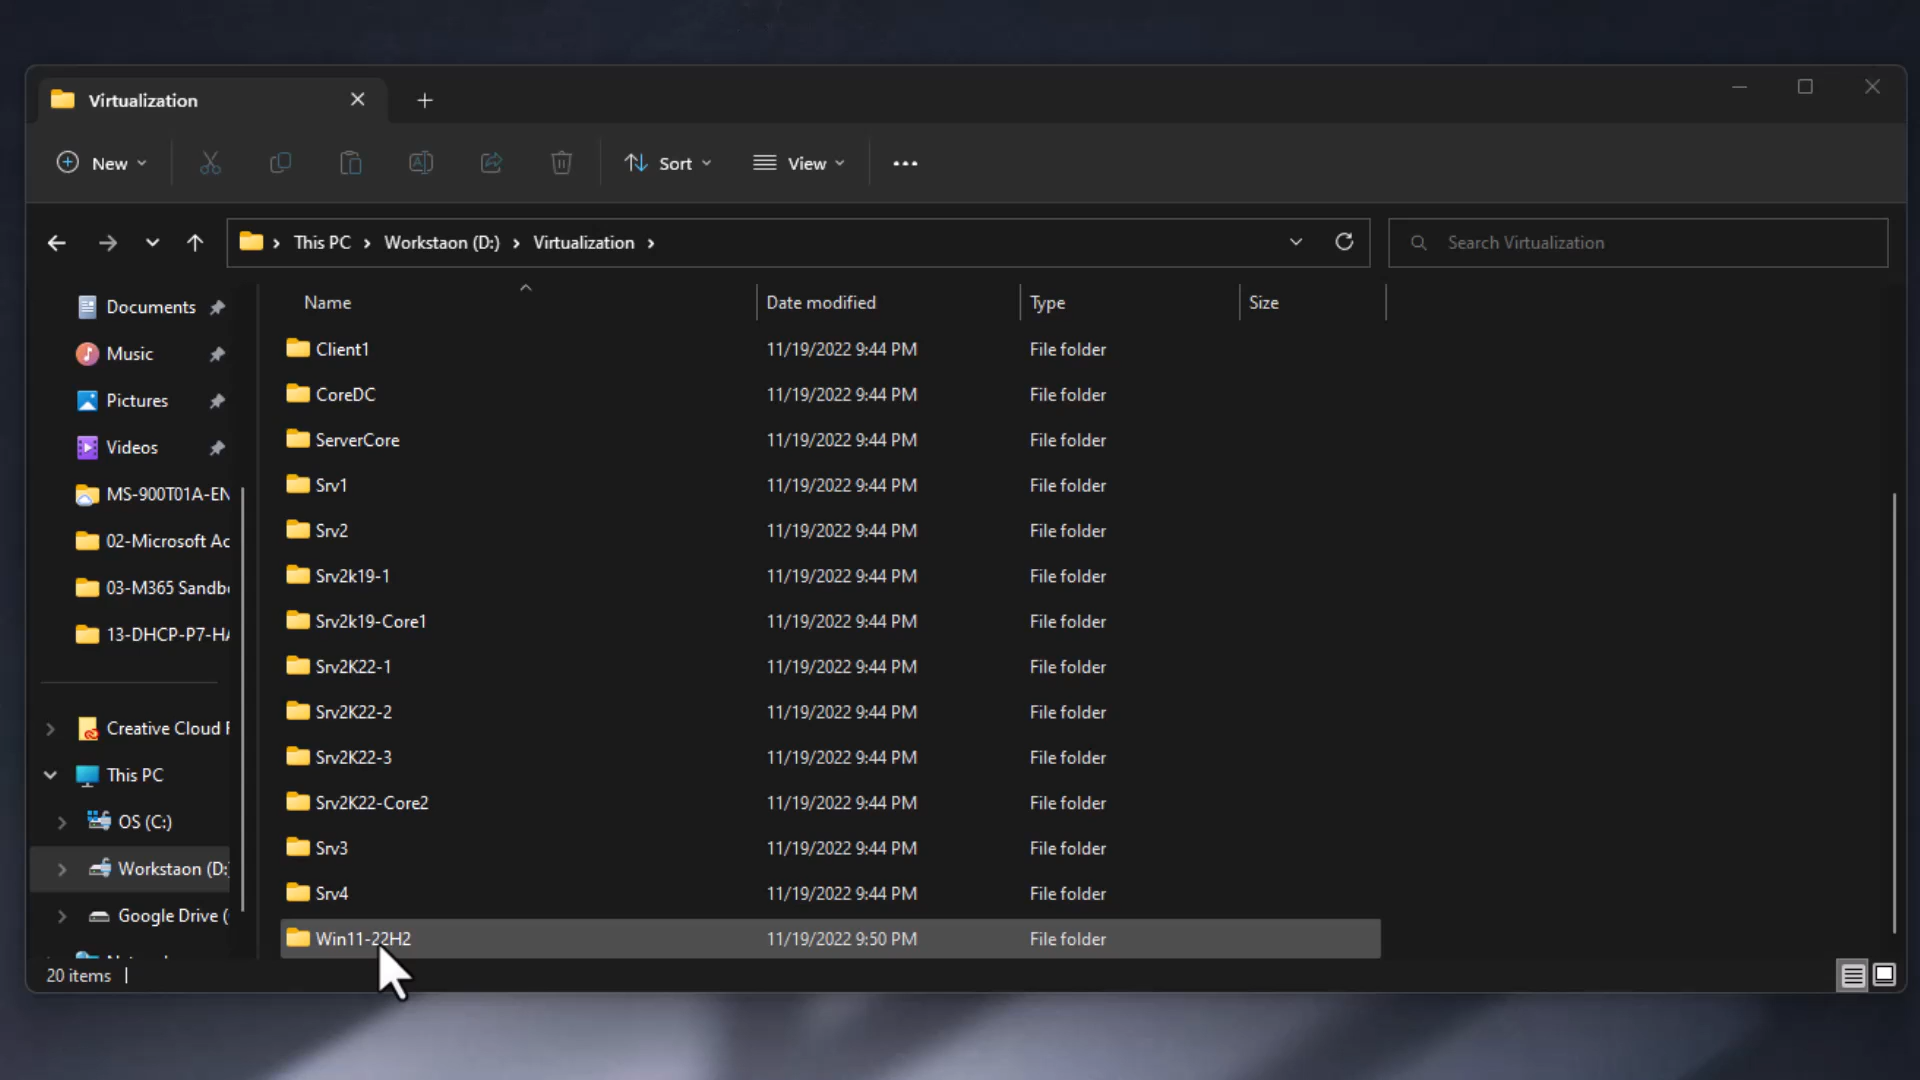 Virtualization
New
Sort
View
This PC
Workstaon (D:)
Virtualization
Search Virtualization
Documents
Music
Pictures
Videos
MS-900T01A-EN
02-Microsoft Ac
03-M365 Sandb
13-DHCP-P7-H
Creative Cloud F
This PC
OS (C:)
Workstaon (D:
Google Drive (
Name Date modified Type Size
Client1 11/19/2022 9:44 PM File folder
CoreDC 11/19/2022 9:44 PM File folder
ServerCore 11/19/2022 9:44 PM File folder
Srv1 11/19/2022 9:44 PM File folder
Srv2 11/19/2022 9:44 PM File folder
Srv2k19-1 11/19/2022 9:44 PM File folder
Srv2k19-Core1 11/19/2022 9:44 PM File folder
Srv2K22-1 11/19/2022 9:44 PM File folder
Srv2K22-2 11/19/2022 9:44 PM File folder
Srv2K22-3 11/19/2022 9:44 PM File folder
Srv2K22-Core2 11/19/2022 9:44 PM File folder
Srv3 11/19/2022 9:44 PM File folder
Srv4 11/19/2022 9:44 PM File folder
Win11-22H2 11/19/2022 9:50 PM File folder
20 items